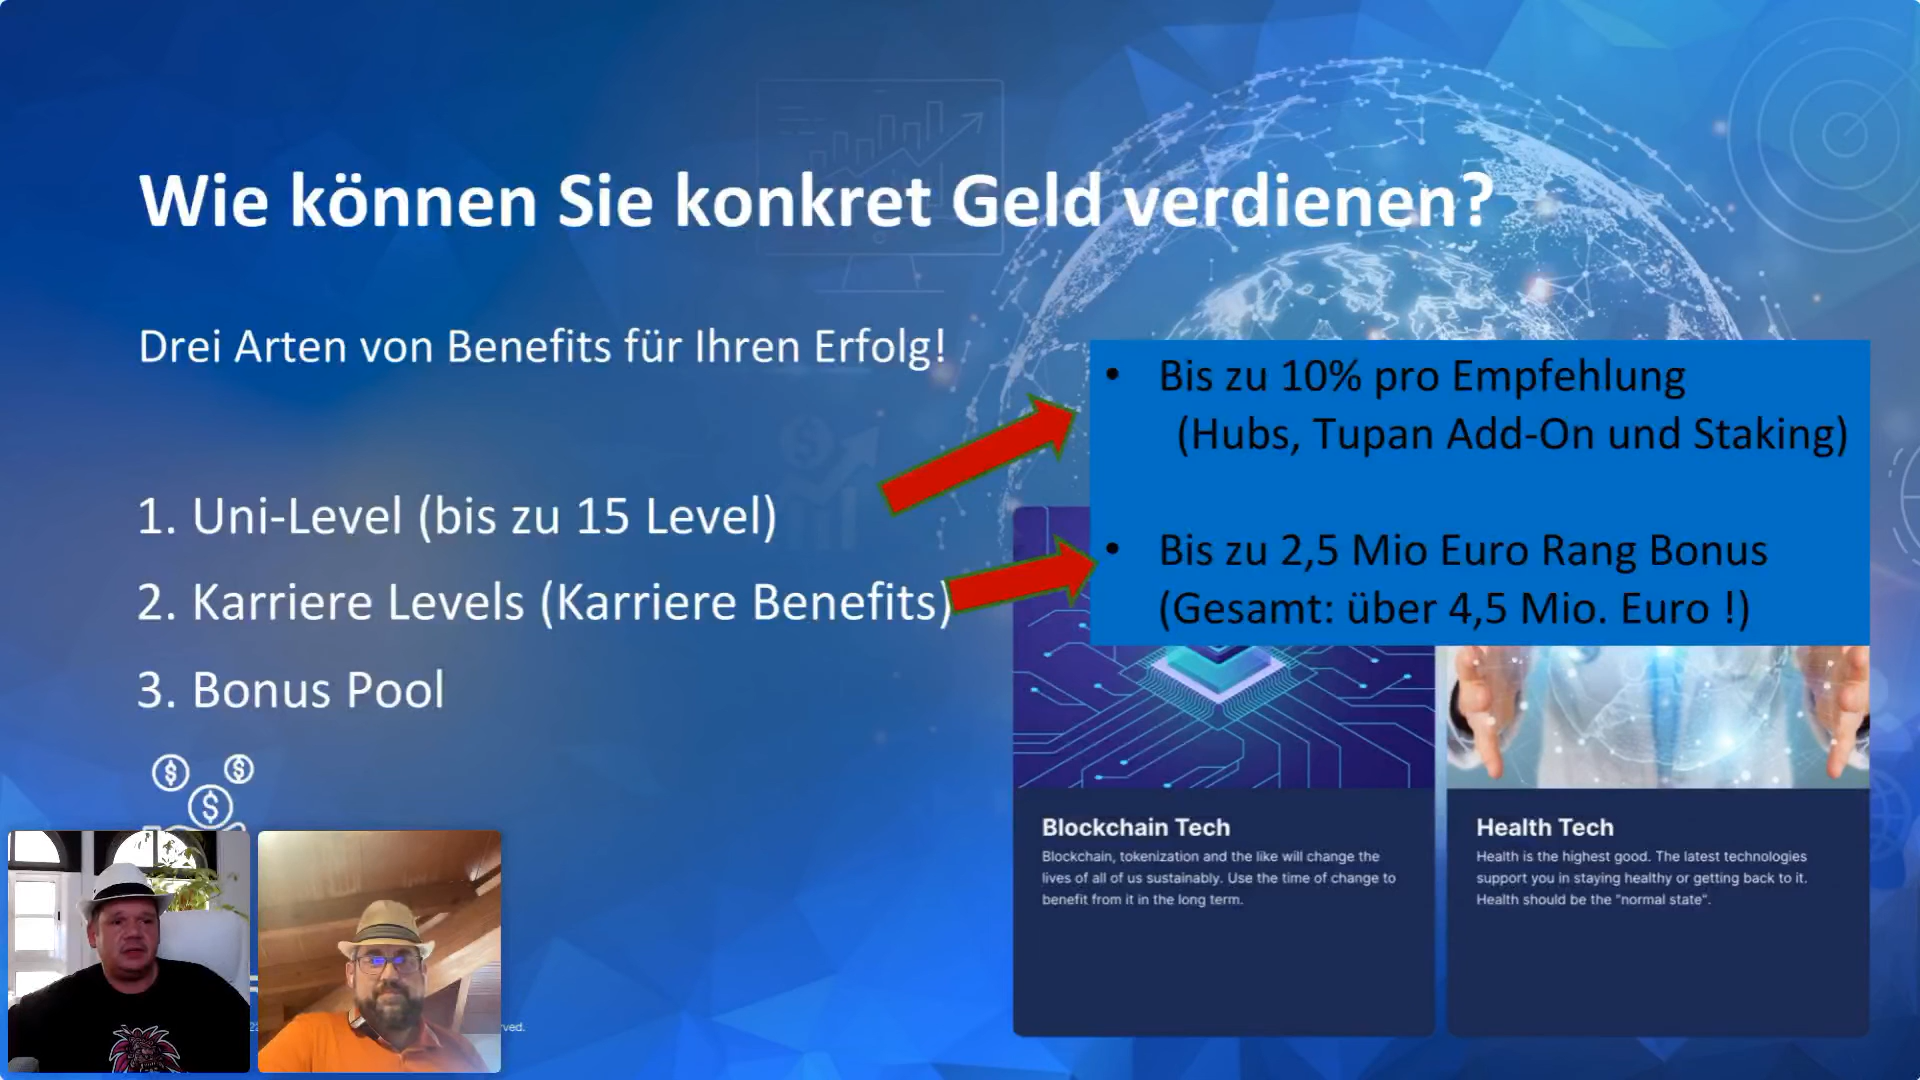 Wie können Sie konkret Geld verdienen?
Drei Arten von Benefits für Ihren Erfolg!
1. Uni-Level (bis zu 15 Level)
2. Karriere Levels (Karriere Benefits)
3. Bonus Pool
• Bis zu 10% pro Empfehlung
(Hubs, Tupan Add-On und Staking)
• Bis zu 2,5 Mio Euro Rang Bonus
(Gesamt: über 4,5 Mio. Euro !)
Blockchain Tech
Blockchain, tokenization and the like will change the
lives of all of us sustainably. Use the time of change to
benefit from it in the long term.
Health Tech
Health is the highest good. The latest technologies
support you in staying healthy or getting back to it.
Health should be the "normal state".